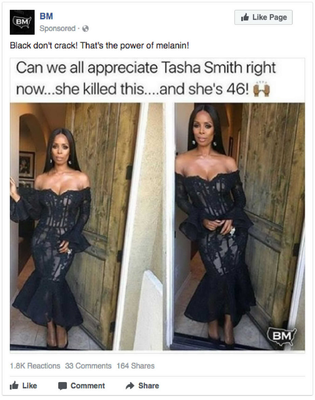 BM
BM
Like Page
Sponsored ·
Black don't crack! That's the power of melanin!
Can we all appreciate Tasha Smith right
now...she killed this....and she's 46!
BM
1.8K Reactions 33 Comments 164 Shares
Like Comment Share